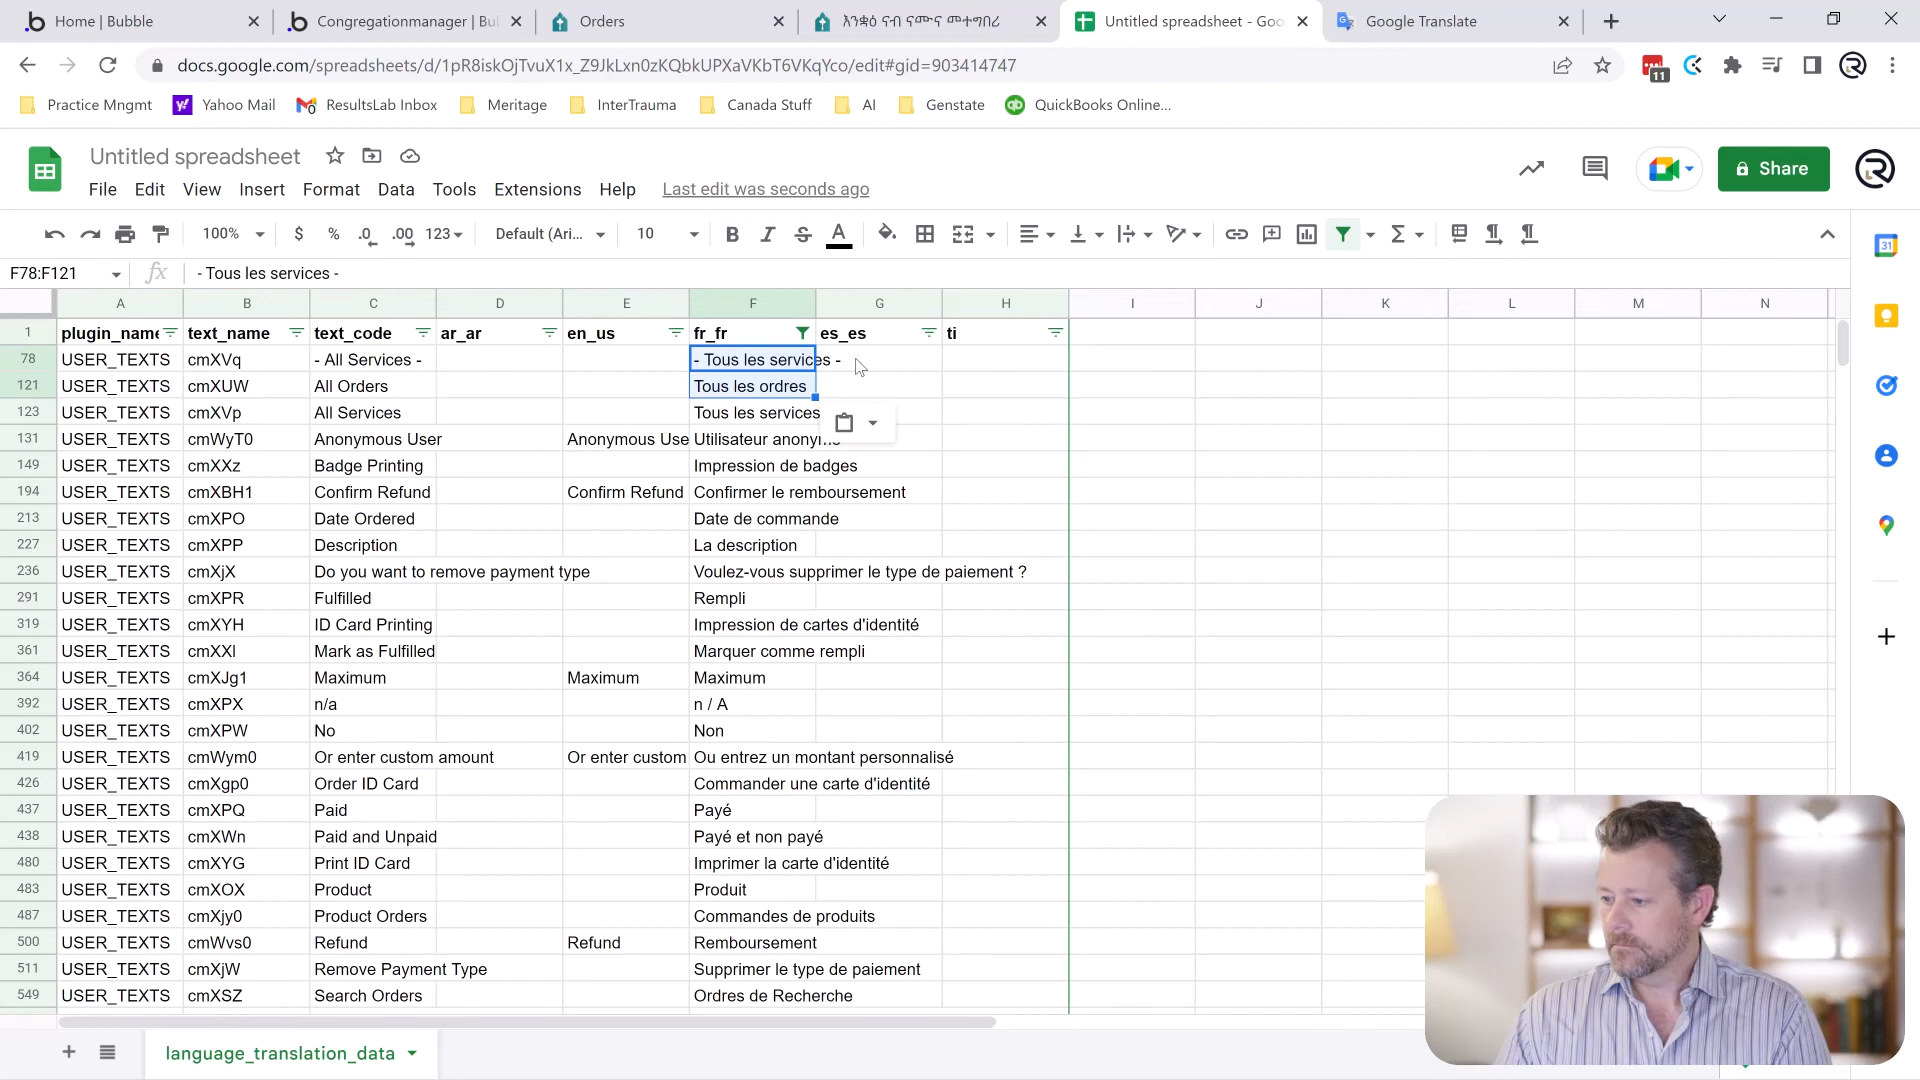 Home | Bubble
Congregationmanager | Bu
Orders
እንቋዕ ናብ ናሙና መተግበሪ
Untitled spreadsheet - Goo
Google Translate
docs.google.com/spreadsheets/d/1pR8iskOjTvuX1x_Z9JkLxn0zKQbkUPXaVKbT6VKqYco/edit#gid=903414747
11
Practice Mngmt
Yahoo Mail
ResultsLab Inbox
Meritage
InterTrauma
Canada Stuff
AI
Genstate
QuickBooks Online...
Untitled spreadsheet
File Edit View Insert Format Data Tools Extensions Help Last edit was seconds ago
Share
100% $ % .0 .00 123 Default (Ari... 10 B I S A
31
F78:F121 fx - Tous les services -
A B C D E F G H I J K L M N
1 plugin_name text_name text_code ar_ar en_us fr_fr es_es ti
78 USER_TEXTS cmXVq - All Services - - Tous les services -
121 USER_TEXTS cmXUW All Orders Tous les ordres
123 USER_TEXTS cmXVp All Services Tous les services
131 USER_TEXTS cmWyT0 Anonymous User Anonymous Use Utilisateur anonyme
149 USER_TEXTS cmXXz Badge Printing Impression de badges
194 USER_TEXTS cmXBH1 Confirm Refund Confirm Refund Confirmer le remboursement
213 USER_TEXTS cmXPO Date Ordered Date de commande
227 USER_TEXTS cmXPP Description La description
236 USER_TEXTS cmXjX Do you want to remove payment type Voulez-vous supprimer le type de paiement ?
291 USER_TEXTS cmXPR Fulfilled Rempli
319 USER_TEXTS cmXYH ID Card Printing Impression de cartes d'identité
361 USER_TEXTS cmXXl Mark as Fulfilled Marquer comme rempli
364 USER_TEXTS cmXJg1 Maximum Maximum Maximum
392 USER_TEXTS cmXPX n/a n / A
402 USER_TEXTS cmXPW No Non
419 USER_TEXTS cmWym0 Or enter custom amount Or enter custom Ou entrez un montant personnalisé
426 USER_TEXTS cmXgp0 Order ID Card Commander une carte d'identité
437 USER_TEXTS cmXPQ Paid Payé
438 USER_TEXTS cmXWn Paid and Unpaid Payé et non payé
480 USER_TEXTS cmXYG Print ID Card Imprimer la carte d'identité
483 USER_TEXTS cmXOX Product Produit
487 USER_TEXTS cmXjy0 Product Orders Commandes de produits
500 USER_TEXTS cmWvs0 Refund Refund Remboursement
511 USER_TEXTS cmXjW Remove Payment Type Supprimer le type de paiement
549 USER_TEXTS cmXSZ Search Orders Ordres de Recherche
language_translation_data